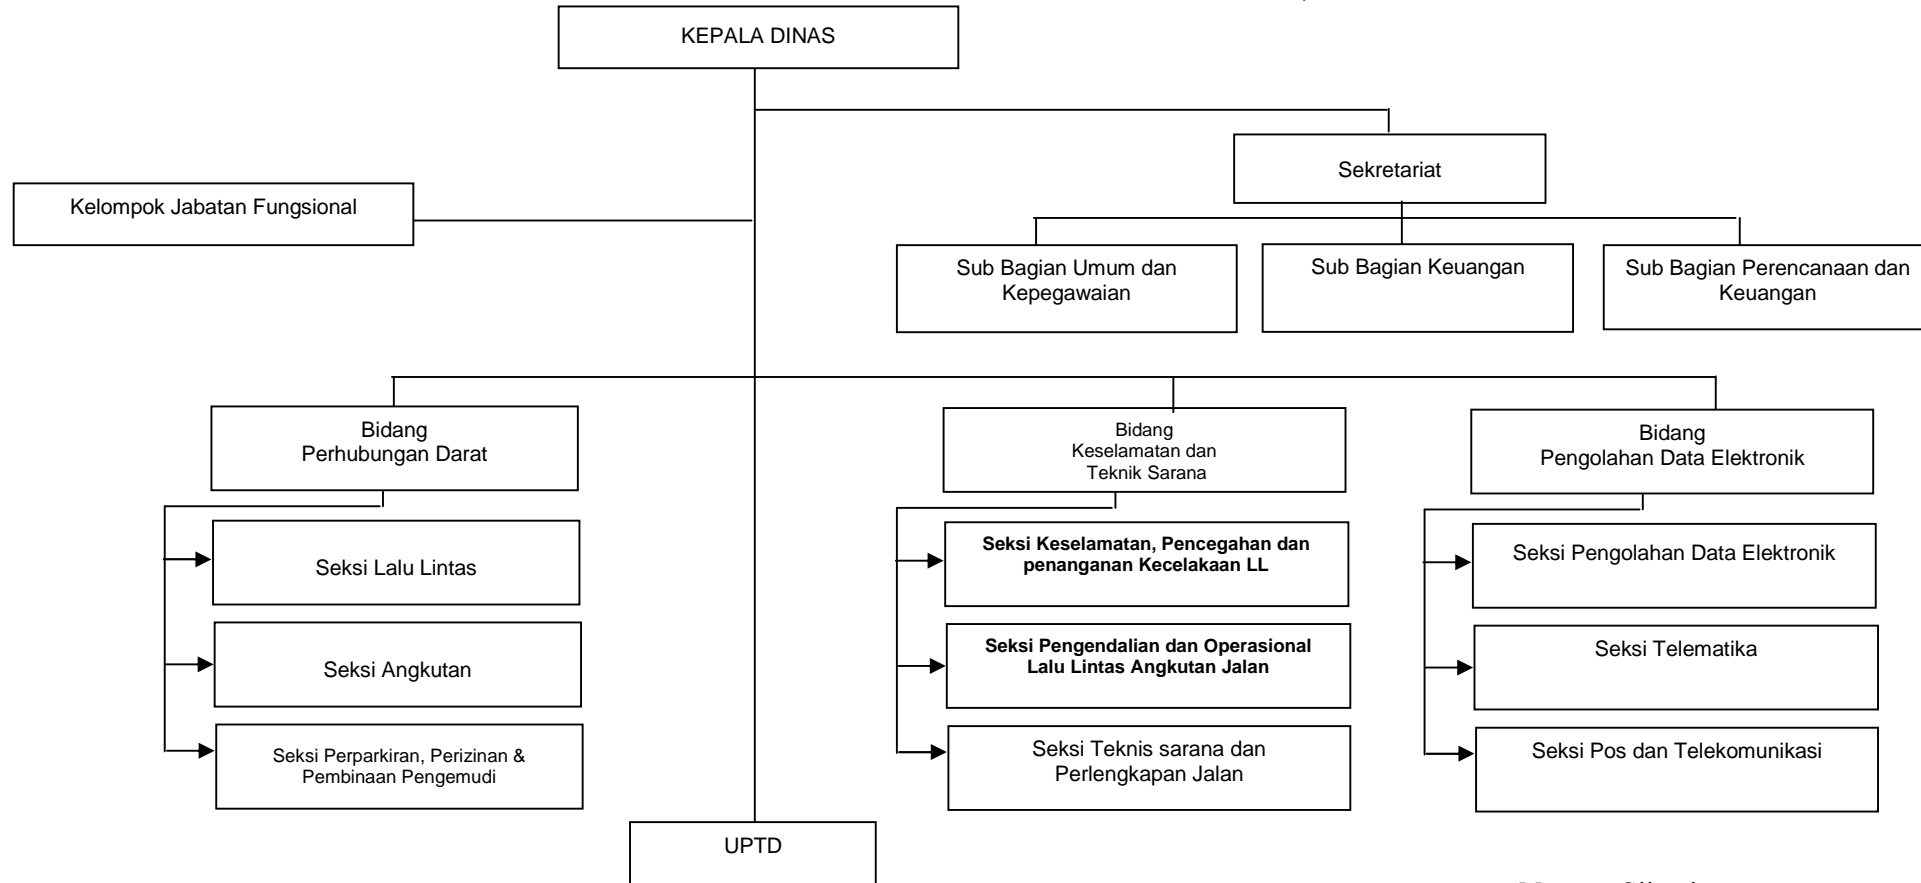 KEPALA DINAS
Sekretariat
Kelompok Jabatan Fungsional
Sub Bagian Umum dan
Kepegawaian
Sub Bagian Keuangan
Sub Bagian Perencanaan dan
Keuangan
Bidang
Perhubungan Darat
Bidang
Keselamatan dan
Teknik Sarana
Bidang
Pengolahan Data Elektronik
Seksi Lalu Lintas
Seksi Keselamatan, Pencegahan dan
penanganan Kecelakaan LL
Seksi Pengolahan Data Elektronik
Seksi Angkutan
Seksi Pengendalian dan Operasional
Lalu Lintas Angkutan Jalan
Seksi Telematika
Seksi Perparkiran, Perizinan &
Pembinaan Pengemudi
Seksi Teknis sarana dan
Perlengkapan Jalan
Seksi Pos dan Telekomunikasi
UPTD